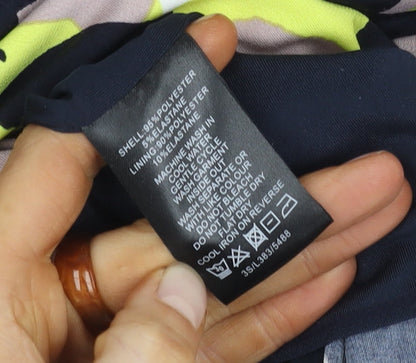 SHELL-95%POLYESTER
5%ELASTANE
LINING-90%POLYESTER
10% ELASTANE
MACHINE WASH IN
COOL WATER
GENTLE CYCLE
WASH GARMENT
INSIDE OUT
WASH SEPARATE OR
WITH LIKE COLOUR
DO NOT BLEACH
DO NOT TUMBLE DRY
FLAT DRY
COOL IRON ON REVERSE
3S/L383/5488